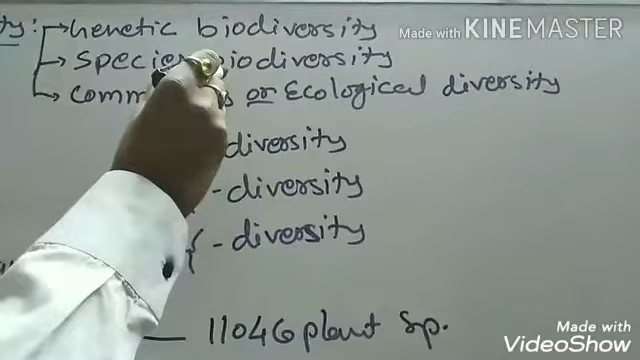 ty: Genetic biodiversity
Made with KINEMASTER
Species biodiversity
or Ecological diversity
diversity
- diversity
- diversity
— 11046 plant Sp.
Made with
VideoShow